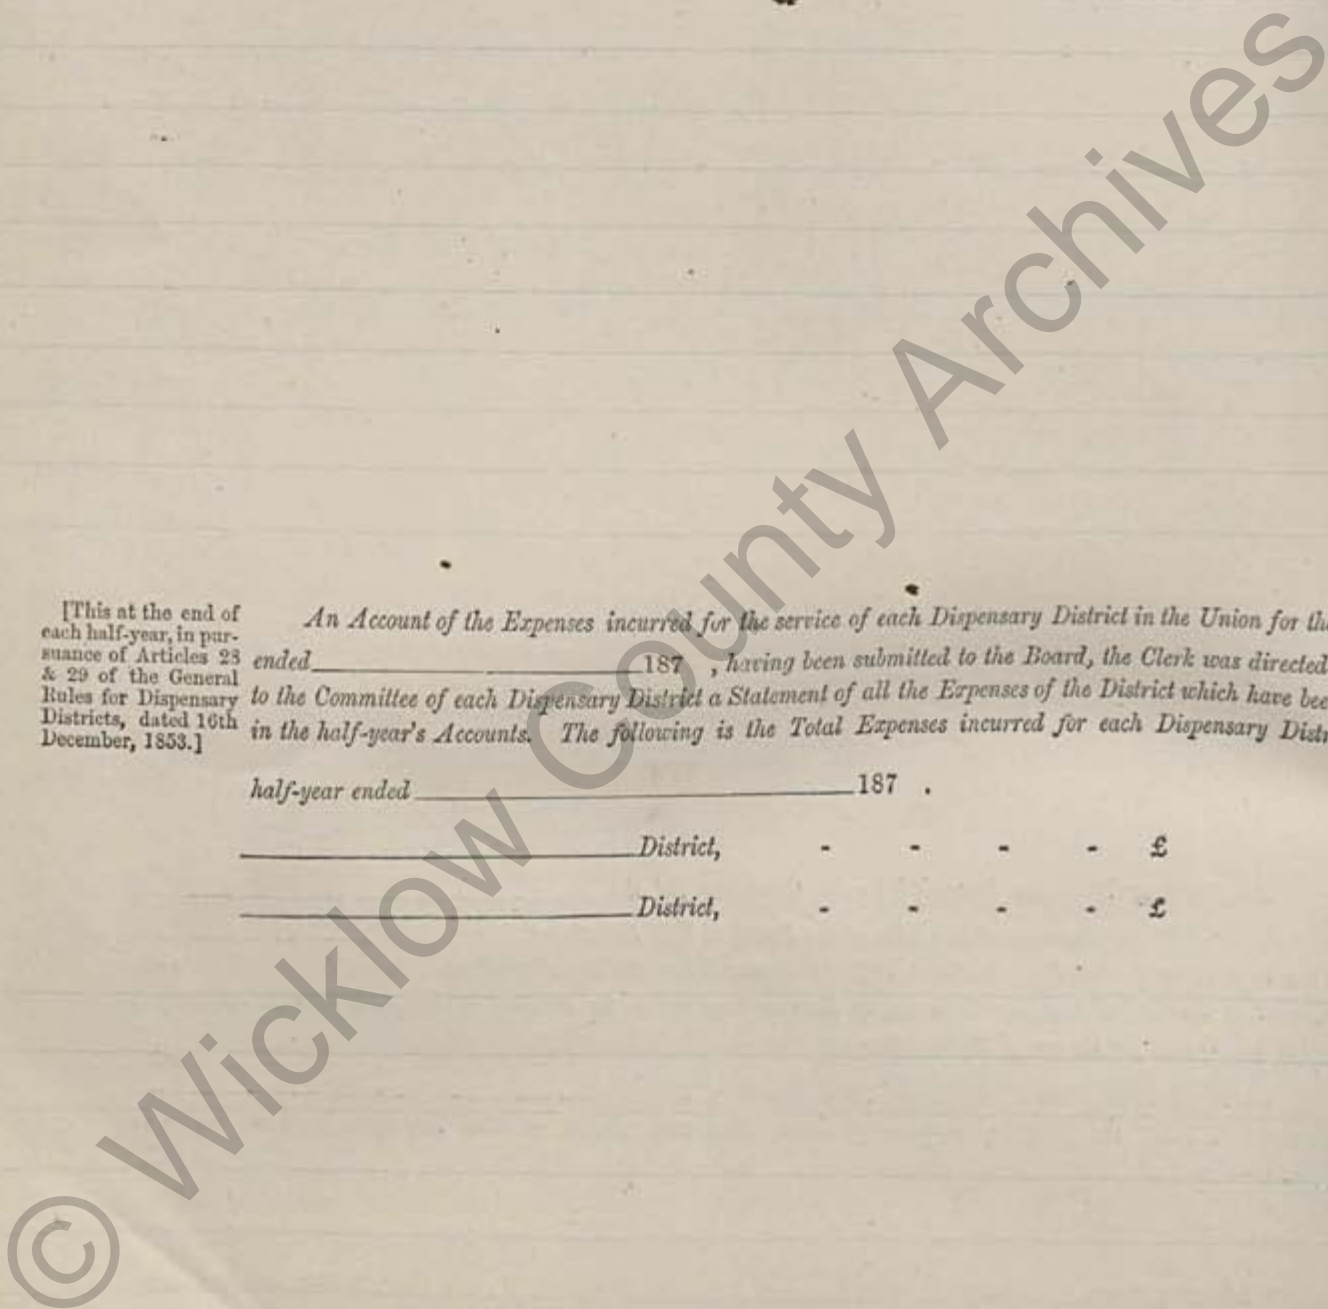 [This at the end of
each half-year, in pur-
suance of Articles 28
& 29 of the General
Rules for Dispensary
Districts, dated 16th
December, 1853.]
An Account of the Expenses incurred for the service of each Dispensary District in the Union for
ended 187 , having been submitted to the Board, the Clerk was directed
to the Committee of each Dispensary District a Statement of all the Expenses of the District which have
in the half-year's Accounts. The following is the Total Expenses incurred for each Dispensary
half-year ended 187 .
District, - - - - £
District, - - - - £
© Wicklow County Archives